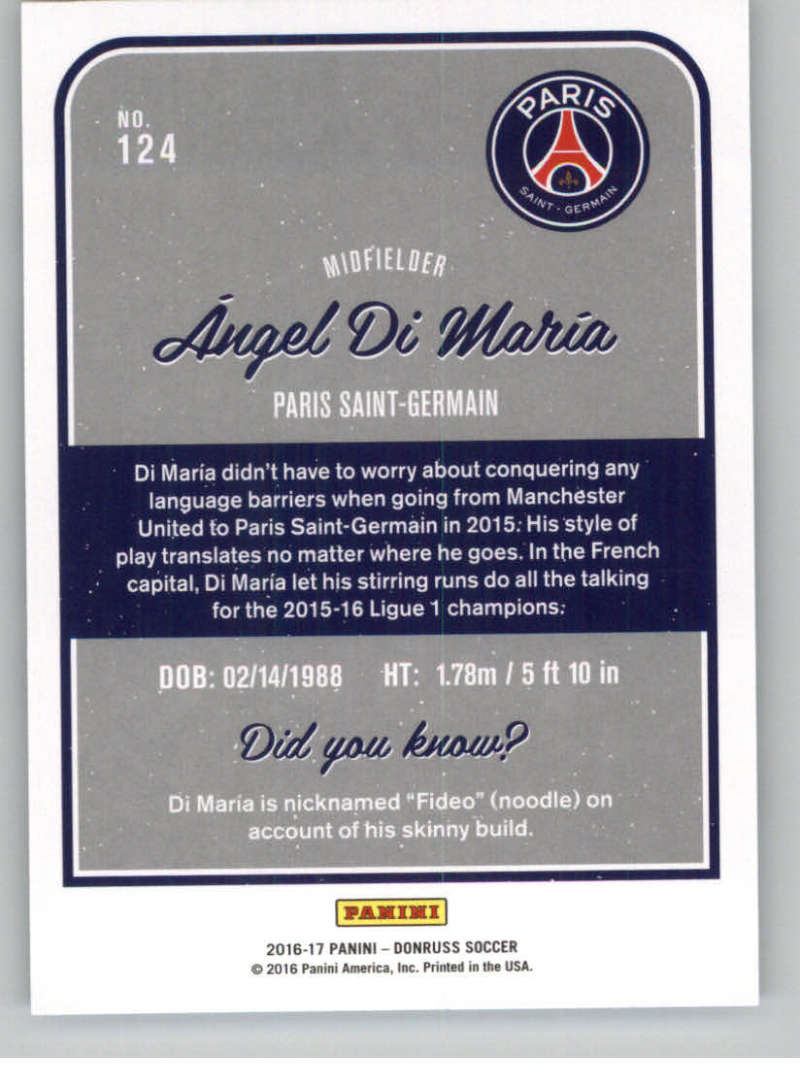 NO.
124
PARIS
SAINT-GERMAIN
MIDFIELDER
Ángel Di María
PARIS SAINT-GERMAIN
Di María didn't have to worry about conquering any
language barriers when going from Manchester
United to Paris Saint-Germain in 2015. His style of
play translates no matter where he goes. In the French
capital, Di María let his stirring runs do all the talking
for the 2015-16 Ligue 1 champions.
DOB: 02/14/1988 HT: 1.78m / 5 ft 10 in
Did you know?
Di María is nicknamed "Fideo" (noodle) on
account of his skinny build.
PANINI
2016-17 PANINI – DONRUSS SOCCER
© 2016 Panini America, Inc. Printed in the USA.